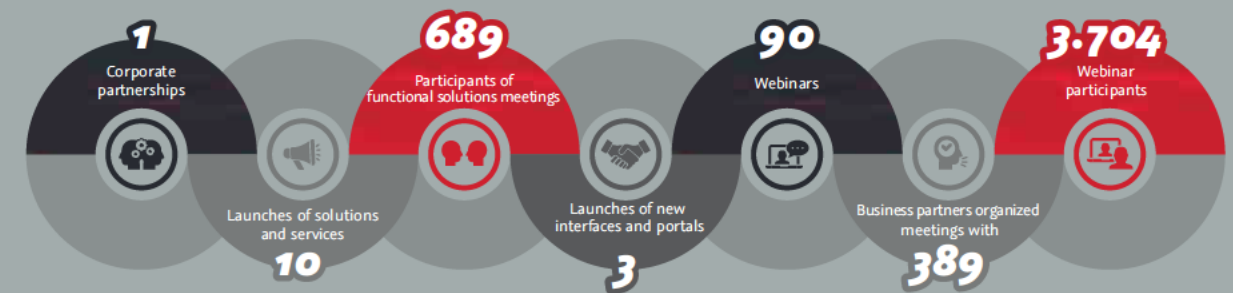 1
Corporate
partnerships
Launches of solutions
and services
10
689
Participants of
functional solutions meetings
Launches of new
interfaces and portals
3
90
Webinars
Business partners organized
meetings with
389
3.704
Webinar
participants